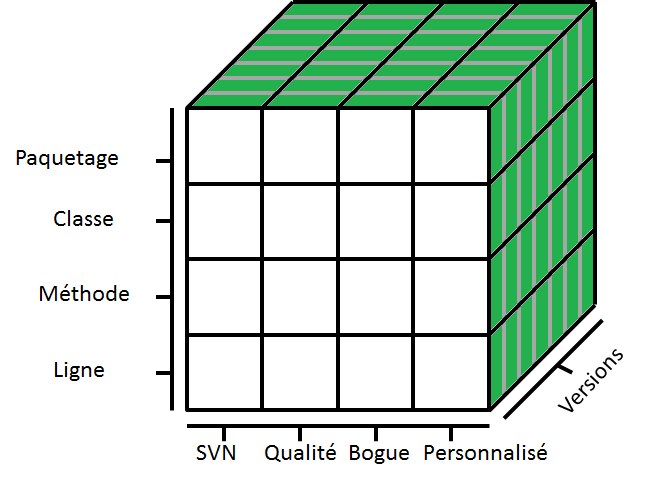 Paquetage
Classe
Méthode
Ligne
SVN Qualité Bogue Personnalisé
Versions